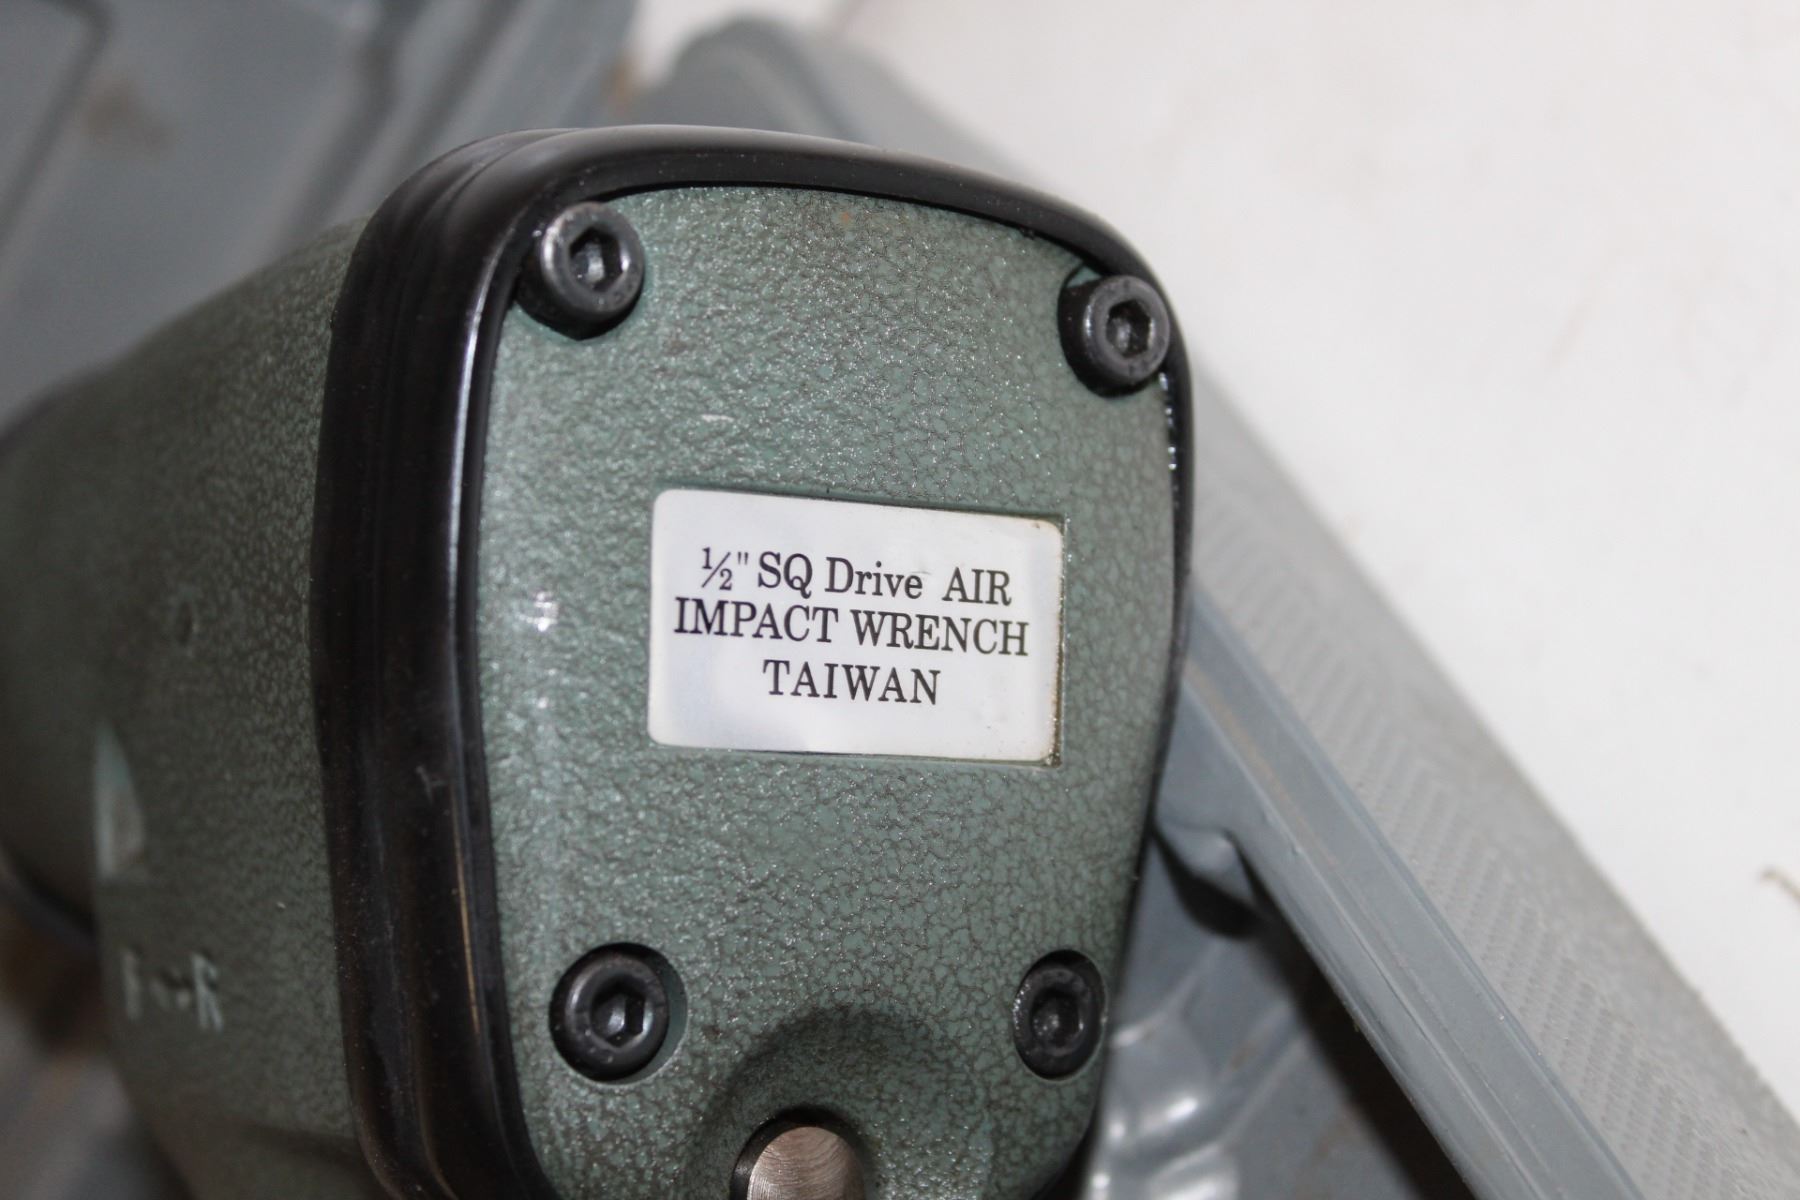 ½" SQ Drive AIR
IMPACT WRENCH
TAIWAN